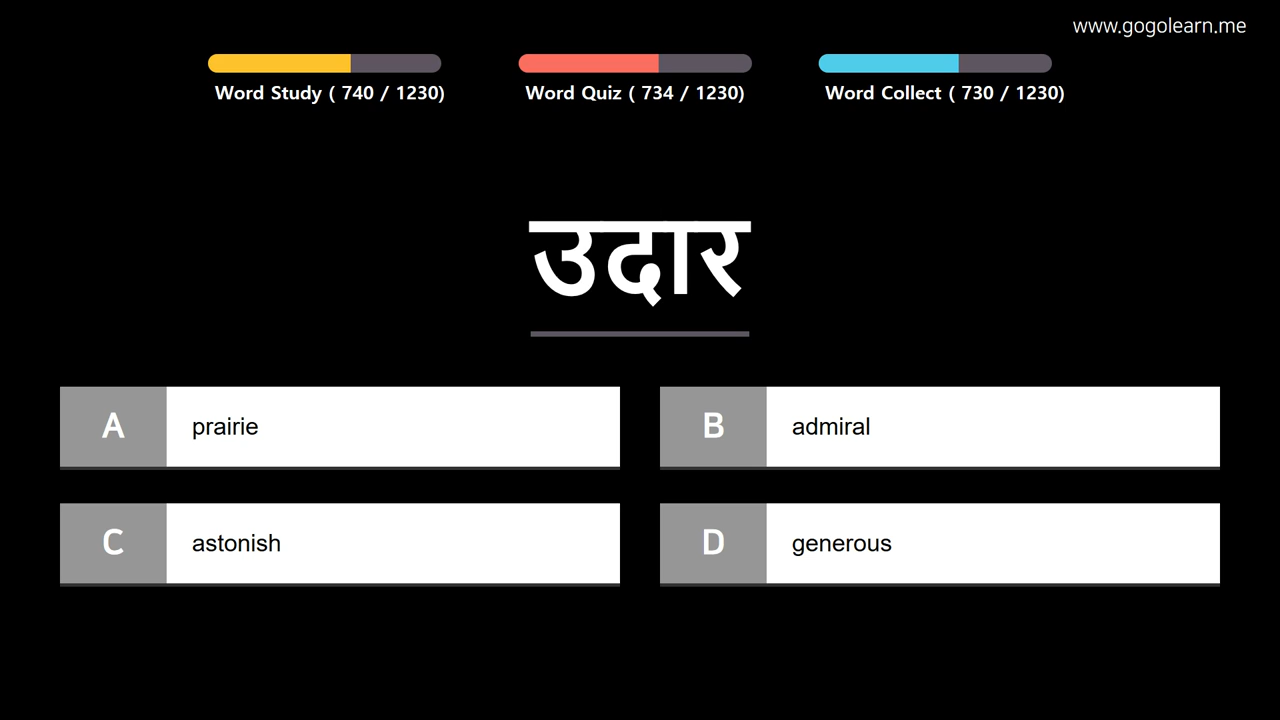 www.gogolearn.me
Word Study ( 740 / 1230)
Word Quiz ( 734 / 1230)
Word Collect ( 730 / 1230)
उदार
A prairie
B admiral
C astonish
D generous